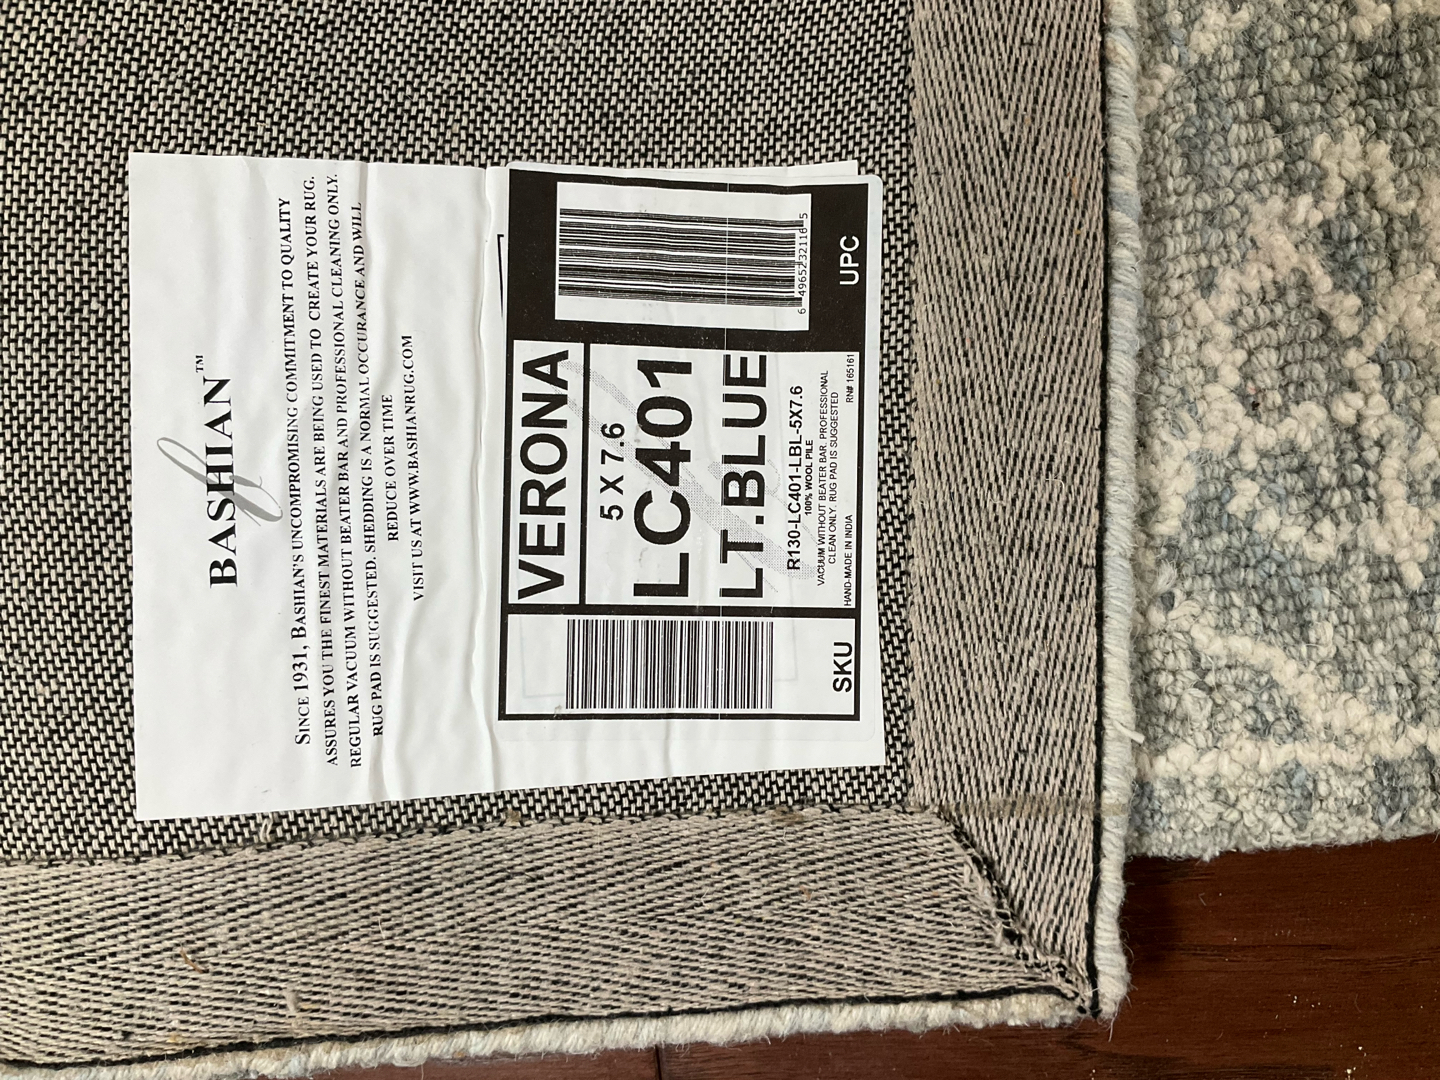 BASHIAN™
SINCE 1931, BASHIAN'S UNCOMPROMISING COMMITMENT TO QUALITY
ASSURES YOU THE FINEST MATERIALS ARE BEING USED TO CREATE YOUR RUG.
REGULAR VACUUM WITHOUT BEATER BAR AND PROFESSIONAL CLEANING ONLY.
RUG PAD IS SUGGESTED. SHEDDING IS A NORMAL OCCURANCE AND WILL
REDUCE OVER TIME
VISIT US AT WWW.BASHIANRUG.COM
VERONA
5 X 7.6
LC401
LT.BLUE
R130-LC401-LBL-5X7.6
100% WOOL PILE
VACUUM WITHOUT BEATER BAR. PROFESSIONAL
CLEAN ONLY. RUG PAD IS SUGGESTED
HAND-MADE IN INDIA RN# 165161
SKU
6 49652 32116 5
UPC